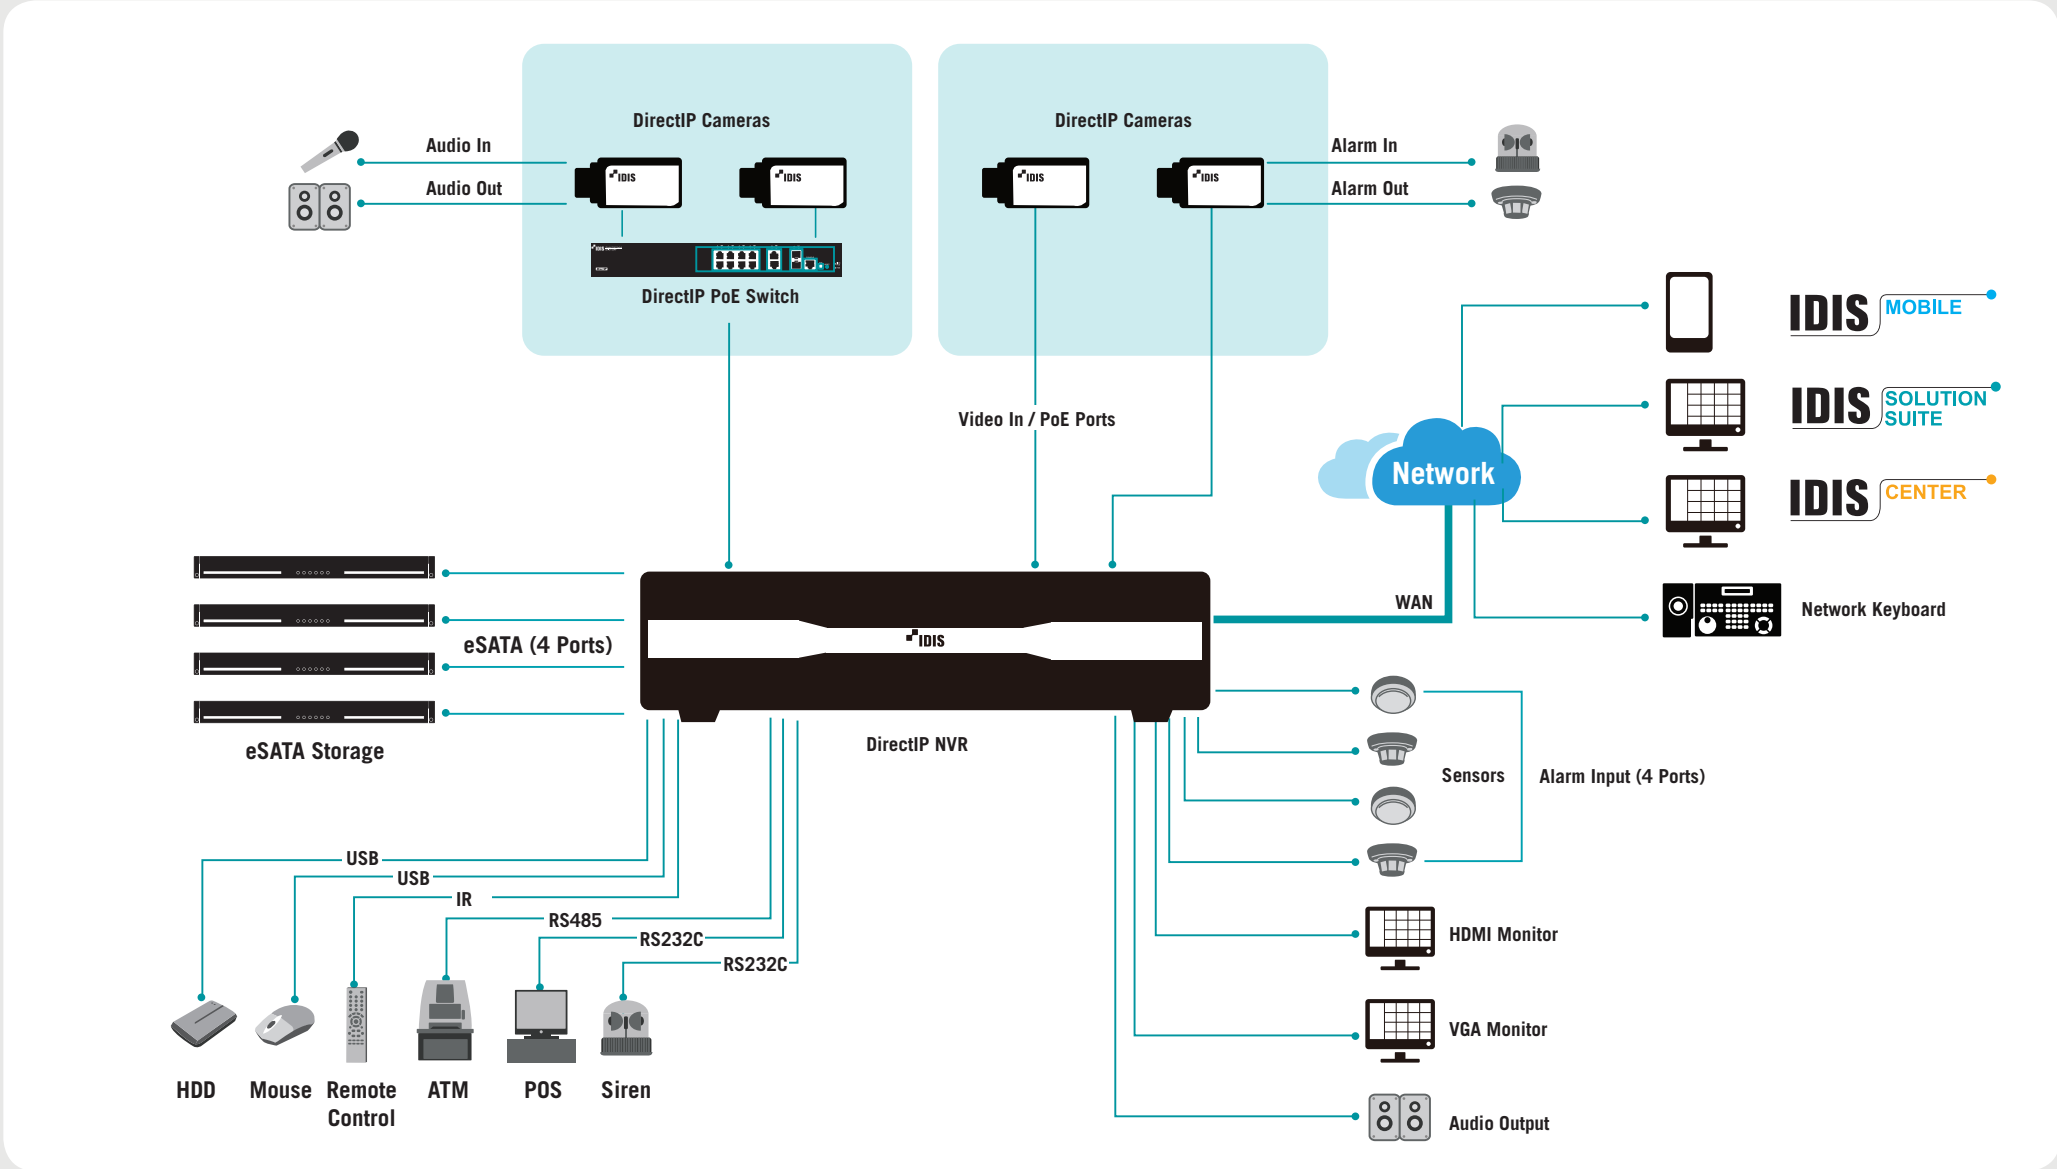 DirectIP Cameras
DirectIP Cameras
Audio In
Audio Out
Alarm In
Alarm Out
IDIS
IDIS
IDIS
IDIS
IDIS
DirectIP PoE Switch
IDIS MOBILE
IDIS SOLUTION
SUITE
IDIS CENTER
Video In / PoE Ports
Network
WAN
Network Keyboard
eSATA (4 Ports)
eSATA Storage
IDIS
DirectIP NVR
Sensors
Alarm Input (4 Ports)
USB
USB
IR
RS485
RS232C
RS232C
HDMI Monitor
VGA Monitor
Audio Output
HDD
Mouse
Remote
Control
ATM
POS
Siren